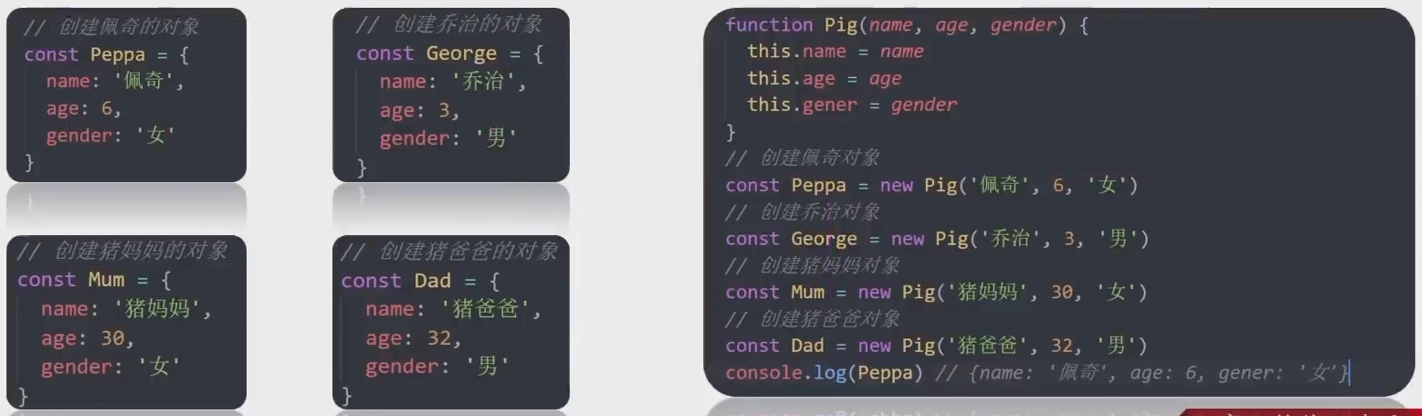 // 创建佩奇的对象
const Peppa = {
name: '佩奇',
age: 6,
gender: '女'
}
// 创建乔治的对象
const George = {
name: '乔治',
age: 3,
gender: '男'
}
// 创建猪妈妈的对象
const Mum = {
name: '猪妈妈',
age: 30,
gender: '女'
}
// 创建猪爸爸的对象
const Dad = {
name: '猪爸爸',
age: 32,
gender: '男'
}
function Pig(name, age, gender) {
this.name = name
this.age = age
this.gener = gender
}
// 创建佩奇对象
const Peppa = new Pig('佩奇', 6, '女')
// 创建乔治对象
const George = new Pig('乔治', 3, '男')
// 创建猪妈妈对象
const Mum = new Pig('猪妈妈', 30, '女')
// 创建猪爸爸对象
const Dad = new Pig('猪爸爸', 32, '男')
console.log(Peppa) // {name: '佩奇', age: 6, gener: '女'}